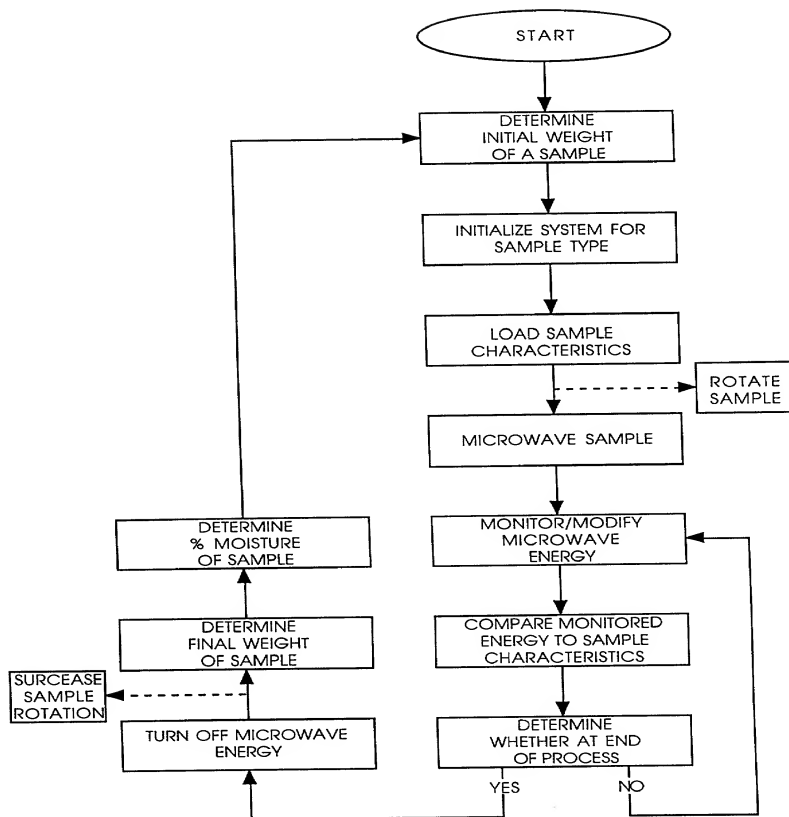 START
DETERMINE
INITIAL WEIGHT
OF A SAMPLE
INITIALIZE SYSTEM FOR
SAMPLE TYPE
LOAD SAMPLE
CHARACTERISTICS
ROTATE
SAMPLE
MICROWAVE SAMPLE
MONITOR/MODIFY
MICROWAVE
ENERGY
COMPARE MONITORED
ENERGY TO SAMPLE
CHARACTERISTICS
DETERMINE
WHETHER AT END
OF PROCESS
YES
NO
TURN OFF MICROWAVE
ENERGY
SURCEASE
SAMPLE
ROTATION
DETERMINE
FINAL WEIGHT
OF SAMPLE
DETERMINE
% MOISTURE
OF SAMPLE